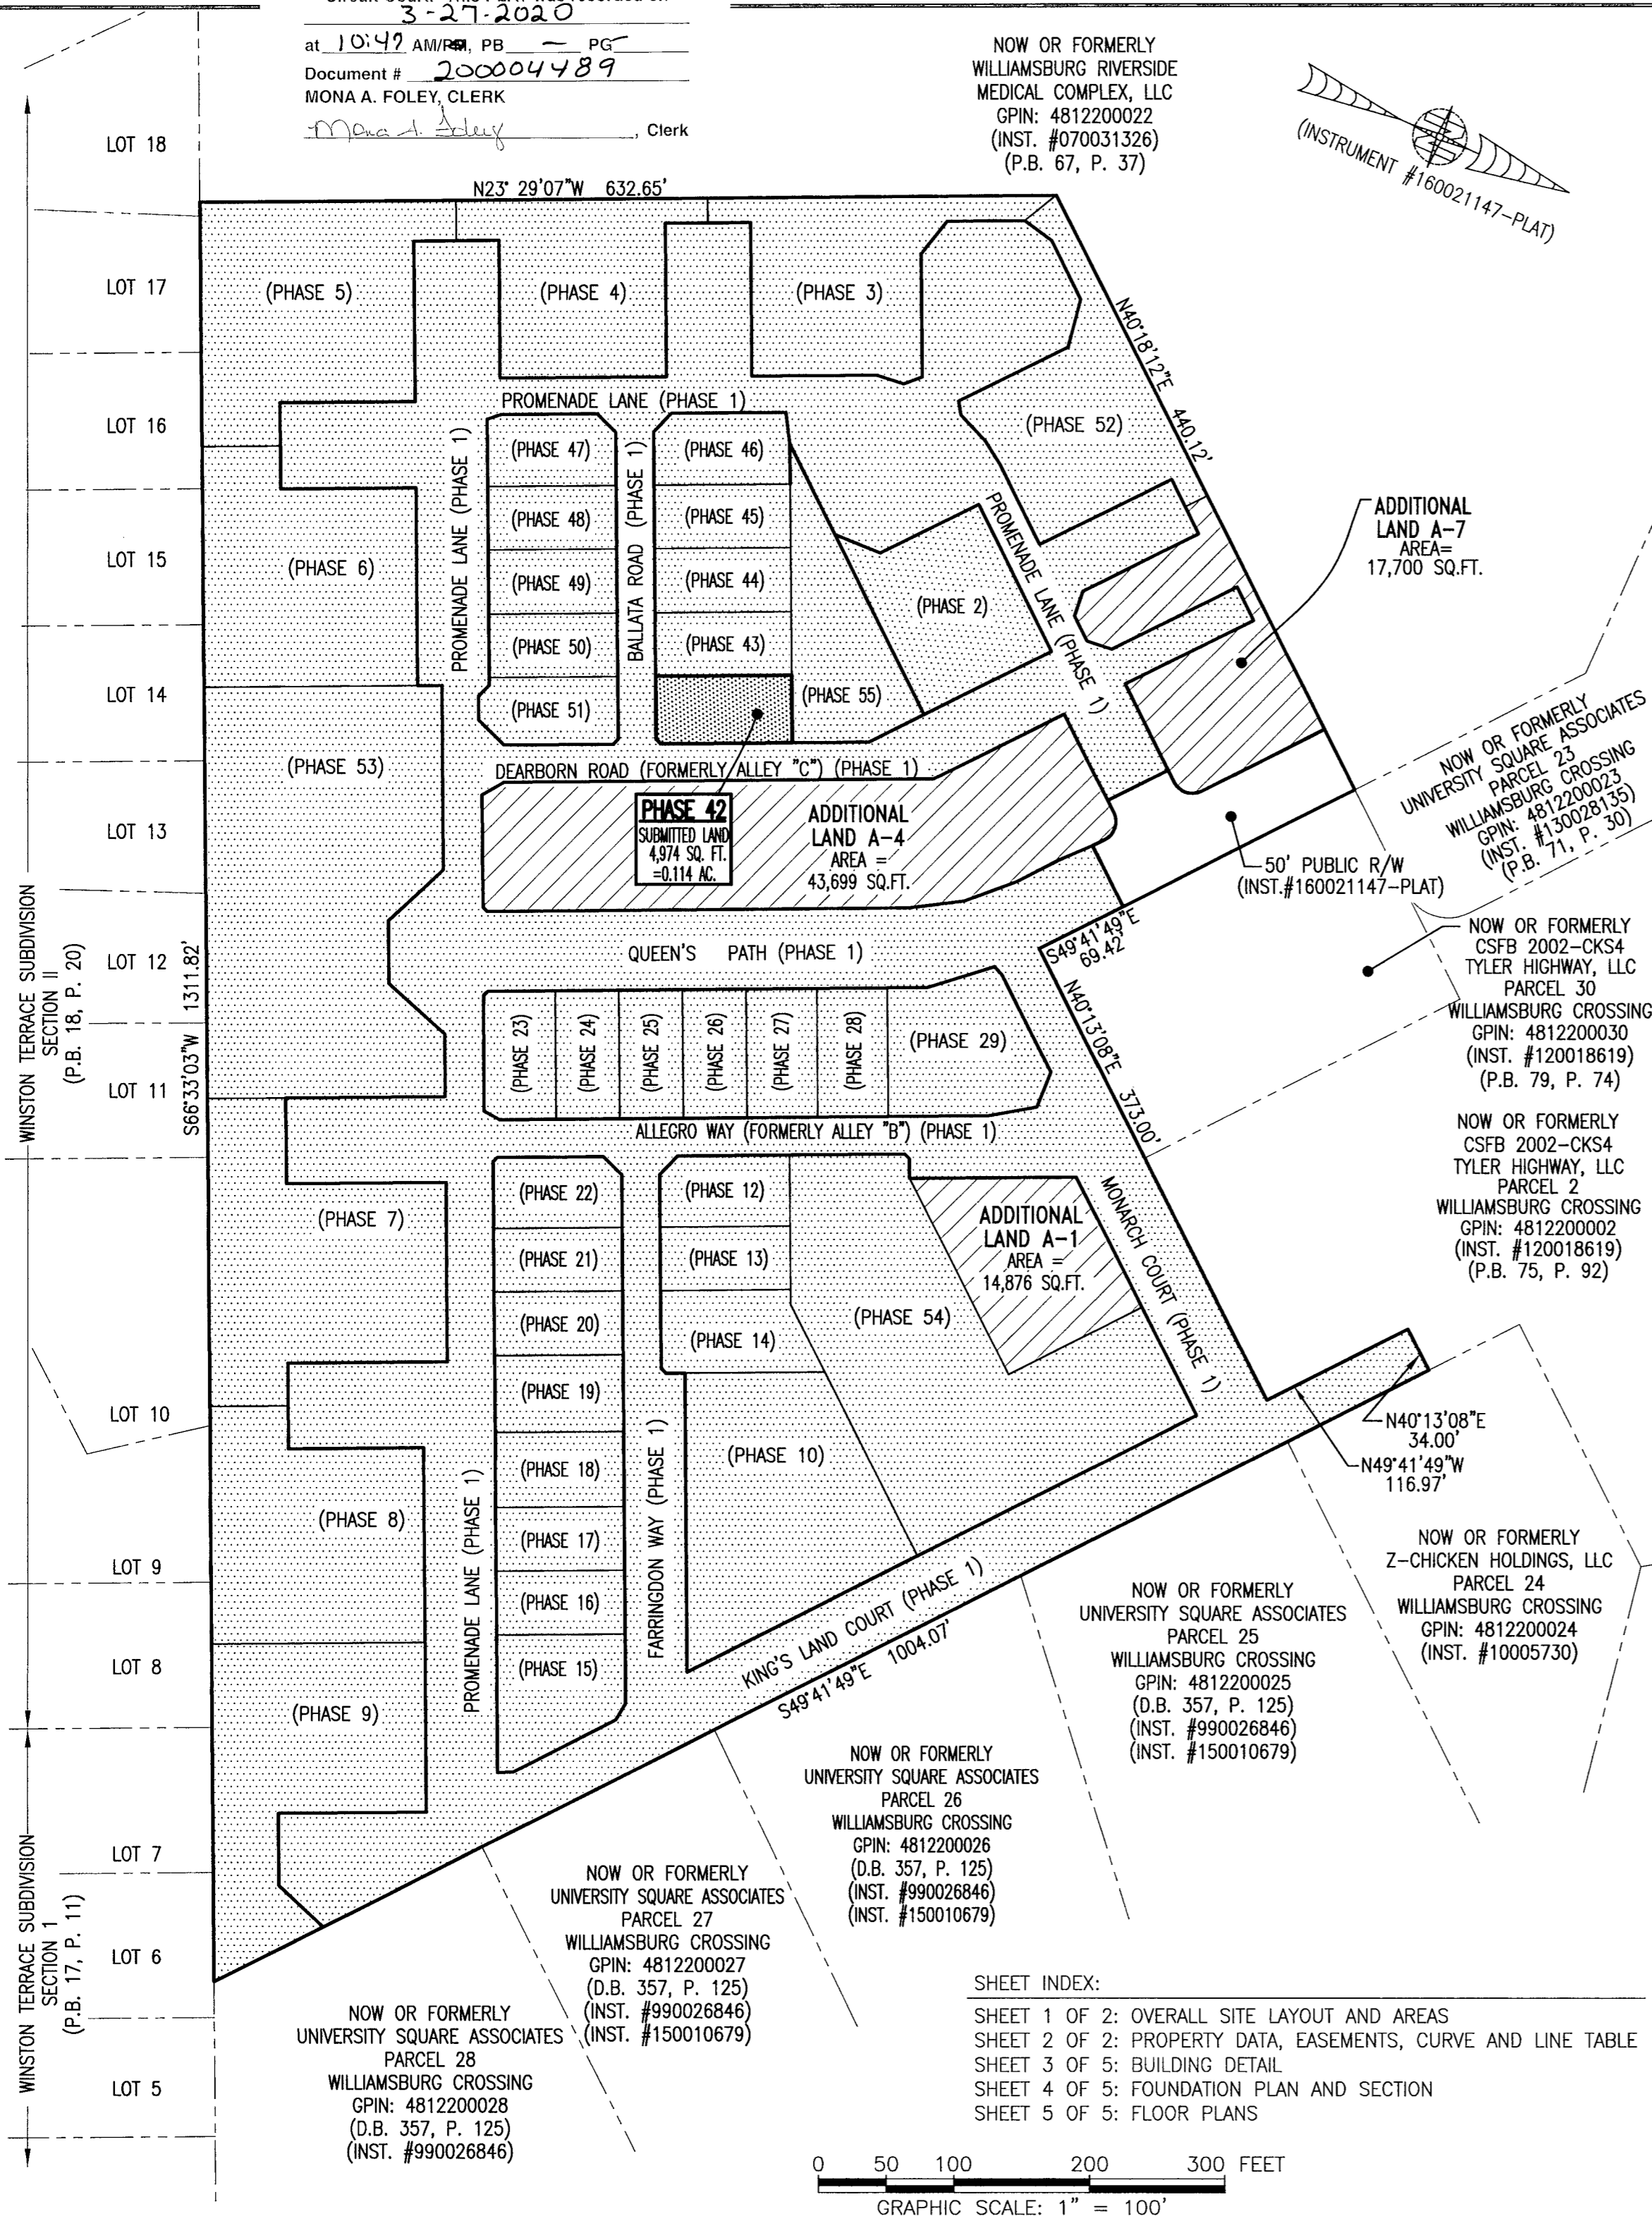 3-27-2020
at 10:47 AM/PM, PB — PG —
Document # 200004489
MONA A. FOLEY, CLERK
Mona A. Foley, Clerk
NOW OR FORMERLY
WILLIAMSBURG RIVERSIDE
MEDICAL COMPLEX, LLC
GPIN: 4812200022
(INST. #070031326)
(P.B. 67, P. 37)
(INSTRUMENT #160021147-PLAT)
N23° 29'07"W 632.65'
LOT 18
LOT 17
LOT 16
LOT 15
LOT 14
LOT 13
LOT 12
LOT 11
LOT 10
LOT 9
LOT 8
LOT 7
LOT 6
LOT 5
WINSTON TERRACE SUBDIVISION
SECTION II
(P.B. 18, P. 20)
WINSTON TERRACE SUBDIVISION
SECTION 1
(P.B. 17, P. 11)
S66°33'03"W 1311.82'
(PHASE 5)
(PHASE 4)
(PHASE 3)
N40°18'12"E 440.12'
PROMENADE LANE (PHASE 1)
(PHASE 52)
PROMENADE LANE (PHASE 1)
(PHASE 47)
BALLATA ROAD (PHASE 1)
(PHASE 46)
(PHASE 48)
(PHASE 45)
PROMENADE LANE (PHASE 1)
ADDITIONAL
LAND A-7
AREA=
17,700 SQ.FT.
(PHASE 6)
(PHASE 49)
(PHASE 44)
(PHASE 2)
(PHASE 50)
(PHASE 43)
(PHASE 51)
(PHASE 55)
(PHASE 53)
DEARBORN ROAD (FORMERLY ALLEY "C") (PHASE 1)
PHASE 42
SUBMITTED LAND
4,974 SQ. FT.
=0.114 AC.
ADDITIONAL
LAND A-4
AREA =
43,699 SQ.FT.
50' PUBLIC R/W
(INST.#160021147-PLAT)
NOW OR FORMERLY
UNIVERSITY SQUARE ASSOCIATES
PARCEL 23
WILLIAMSBURG CROSSING
GPIN: 4812200023
(INST. #130028135)
(P.B. 71, P. 30)
QUEEN'S PATH (PHASE 1)
S49°41'49"E
69.42'
N40°13'08"E 373.00'
NOW OR FORMERLY
CSFB 2002-CKS4
TYLER HIGHWAY, LLC
PARCEL 30
WILLIAMSBURG CROSSING
GPIN: 4812200030
(INST. #120018619)
(P.B. 79, P. 74)
(PHASE 23)
(PHASE 24)
(PHASE 25)
(PHASE 26)
(PHASE 27)
(PHASE 28)
(PHASE 29)
ALLEGRO WAY (FORMERLY ALLEY "B") (PHASE 1)
NOW OR FORMERLY
CSFB 2002-CKS4
TYLER HIGHWAY, LLC
PARCEL 2
WILLIAMSBURG CROSSING
GPIN: 4812200002
(INST. #120018619)
(P.B. 75, P. 92)
(PHASE 7)
(PHASE 22)
(PHASE 12)
(PHASE 21)
(PHASE 13)
(PHASE 20)
(PHASE 14)
(PHASE 54)
ADDITIONAL
LAND A-1
AREA =
14,876 SQ.FT.
MONARCH COURT (PHASE 1)
(PHASE 19)
(PHASE 18)
(PHASE 10)
(PHASE 8)
PROMENADE LANE (PHASE 1)
FARRINGDON WAY (PHASE 1)
(PHASE 17)
(PHASE 16)
(PHASE 15)
(PHASE 9)
KING'S LAND COURT (PHASE 1)
S49°41'49"E 1004.07'
N40°13'08"E
34.00'
N49°41'49"W
116.97'
NOW OR FORMERLY
Z-CHICKEN HOLDINGS, LLC
PARCEL 24
WILLIAMSBURG CROSSING
GPIN: 4812200024
(INST. #10005730)
NOW OR FORMERLY
UNIVERSITY SQUARE ASSOCIATES
PARCEL 25
WILLIAMSBURG CROSSING
GPIN: 4812200025
(D.B. 357, P. 125)
(INST. #990026846)
(INST. #150010679)
NOW OR FORMERLY
UNIVERSITY SQUARE ASSOCIATES
PARCEL 26
WILLIAMSBURG CROSSING
GPIN: 4812200026
(D.B. 357, P. 125)
(INST. #990026846)
(INST. #150010679)
NOW OR FORMERLY
UNIVERSITY SQUARE ASSOCIATES
PARCEL 27
WILLIAMSBURG CROSSING
GPIN: 4812200027
(D.B. 357, P. 125)
(INST. #990026846)
(INST. #150010679)
NOW OR FORMERLY
UNIVERSITY SQUARE ASSOCIATES
PARCEL 28
WILLIAMSBURG CROSSING
GPIN: 4812200028
(D.B. 357, P. 125)
(INST. #990026846)
SHEET INDEX:
SHEET 1 OF 2: OVERALL SITE LAYOUT AND AREAS
SHEET 2 OF 2: PROPERTY DATA, EASEMENTS, CURVE AND LINE TABLE
SHEET 3 OF 5: BUILDING DETAIL
SHEET 4 OF 5: FOUNDATION PLAN AND SECTION
SHEET 5 OF 5: FLOOR PLANS
0 50 100 200 300 FEET
GRAPHIC SCALE: 1" = 100'